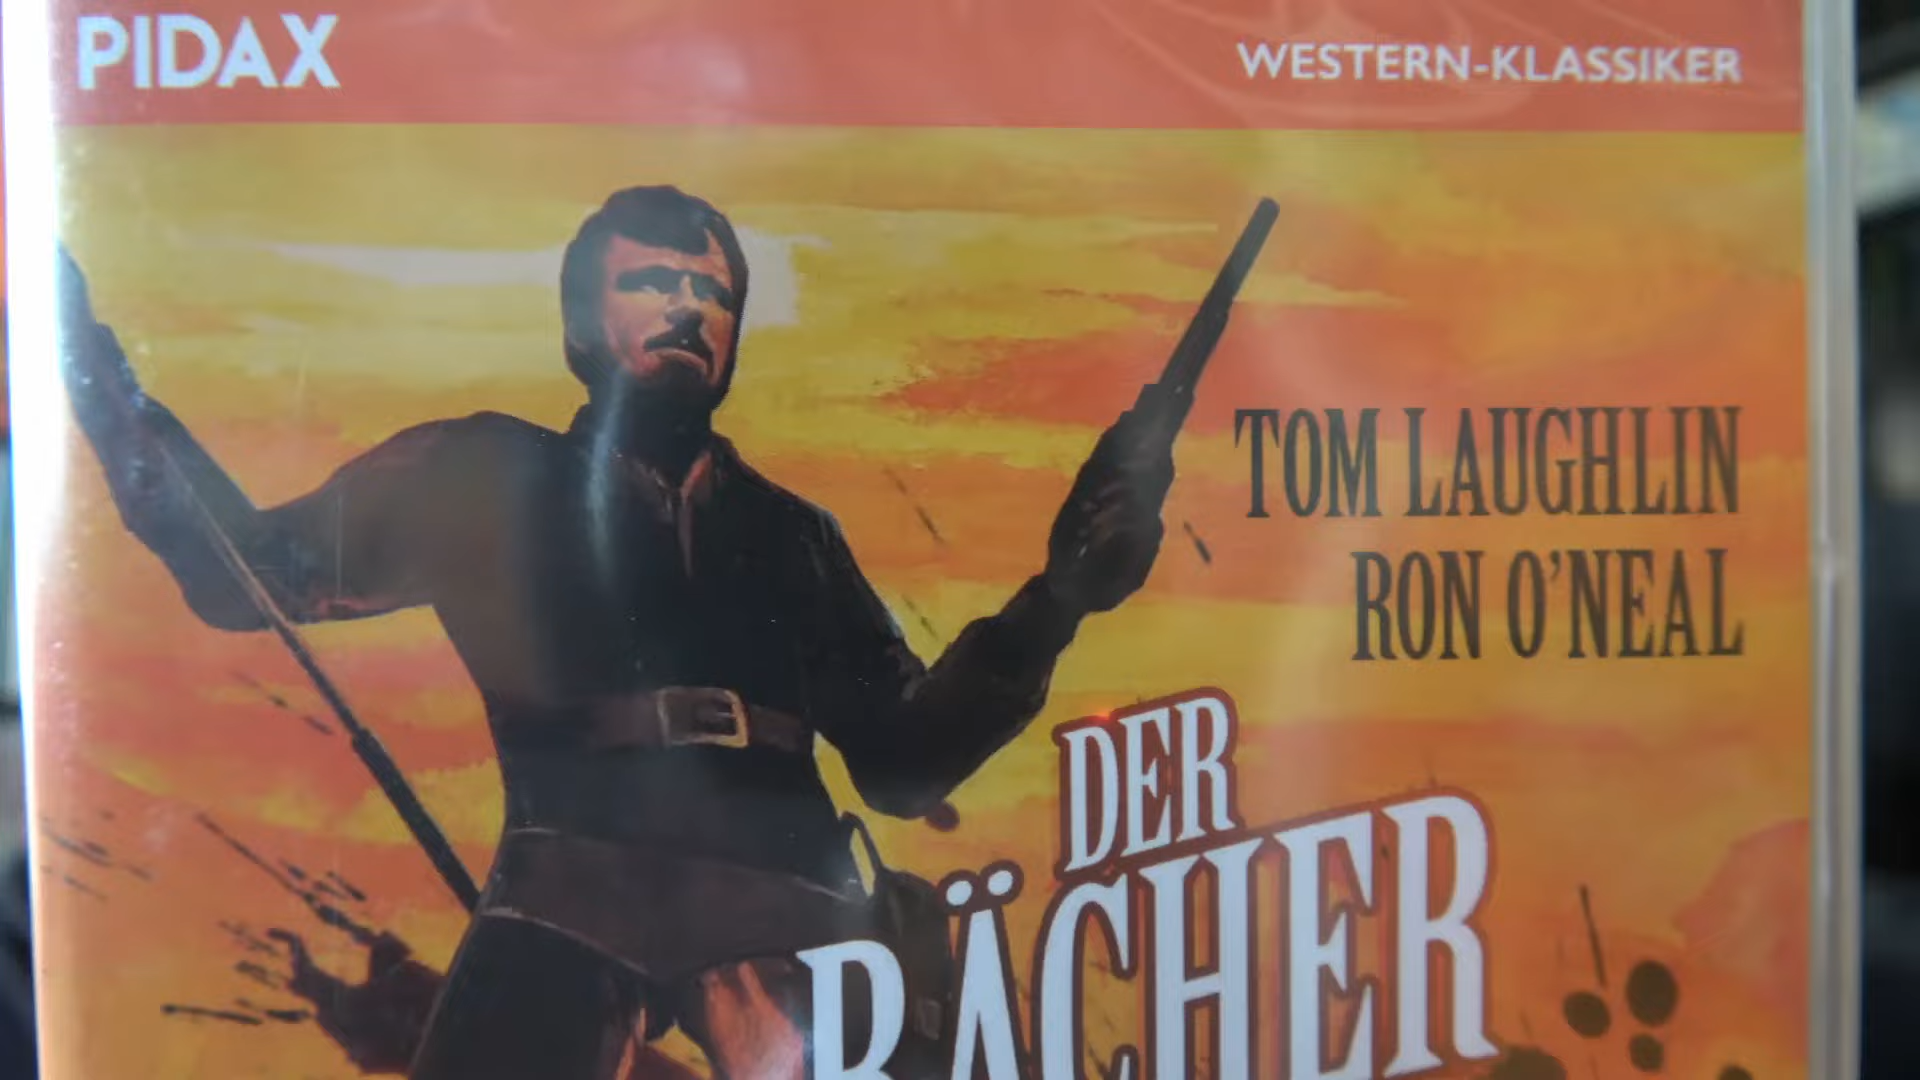 PIDAX
WESTERN-KLASSIKER
TOM LAUGHLIN
RON O'NEAL
DER
RÄCHER